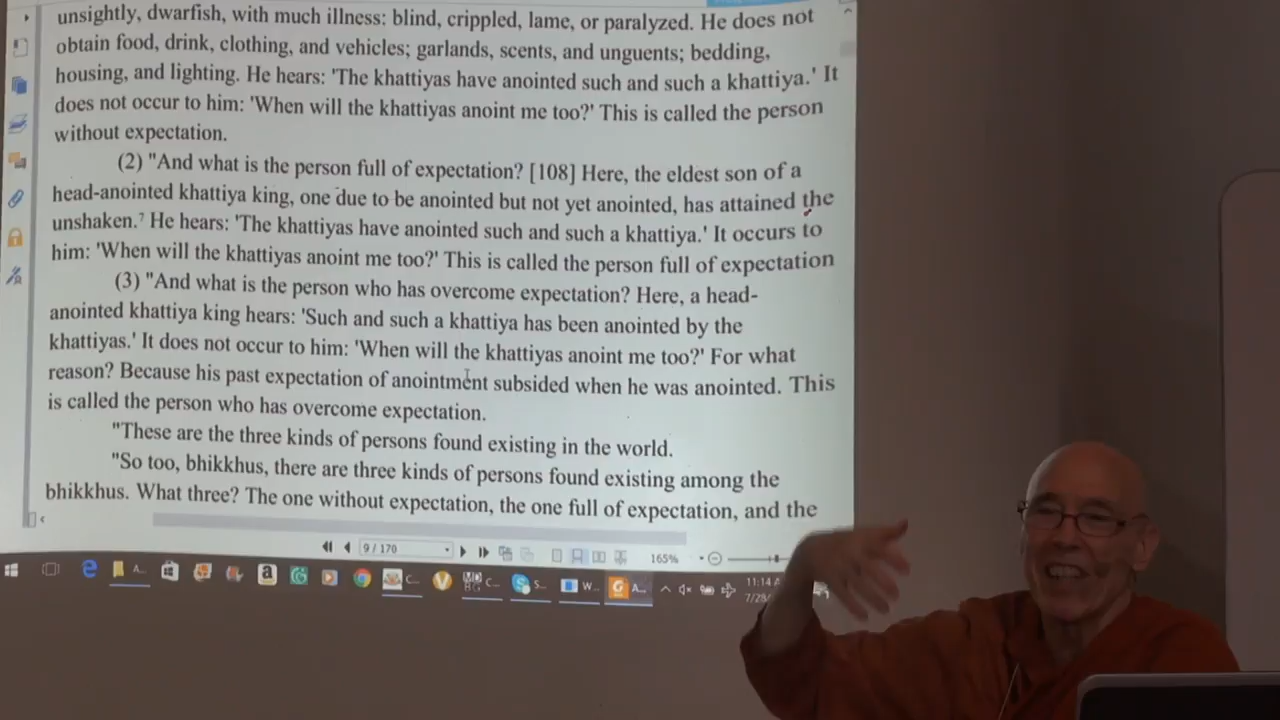 unsightly, dwarfish, with much illness: blind, crippled, lame, or paralyzed. He does not
obtain food, drink, clothing, and vehicles; garlands, scents, and unguents; bedding,
housing, and lighting. He hears: 'The khattiyas have anointed such and such a khattiya.' It
does not occur to him: 'When will the khattiyas anoint me too?' This is called the person
without expectation.
(2) "And what is the person full of expectation? [108] Here, the eldest son of a
head-anointed khattiya king, one due to be anointed but not yet anointed, has attained the
unshaken.⁷ He hears: 'The khattiyas have anointed such and such a khattiya.' It occurs to
him: 'When will the khattiyas anoint me too?' This is called the person full of expectation
(3) "And what is the person who has overcome expectation? Here, a head-
anointed khattiya king hears: 'Such and such a khattiya has been anointed by the
khattiyas.' It does not occur to him: 'When will the khattiyas anoint me too?' For what
reason? Because his past expectation of anointment subsided when he was anointed. This
is called the person who has overcome expectation.
"These are the three kinds of persons found existing in the world.
"So too, bhikkhus, there are three kinds of persons found existing among the
bhikkhus. What three? The one without expectation, the one full of expectation, and the
9 / 170
165%
A...
C...
C...
S...
W...
A...
11:14 A
7/28/